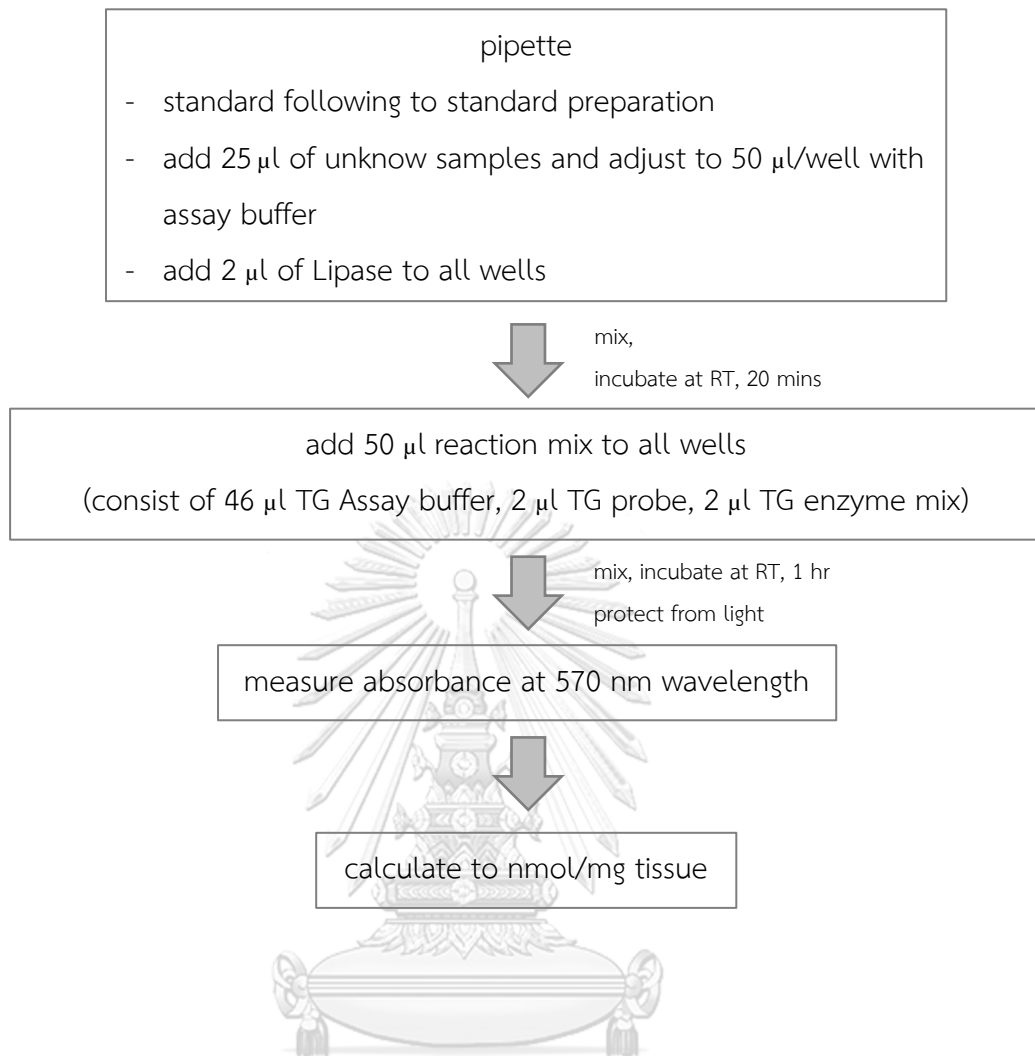 pipette
- standard following to standard preparation
- add 25 μl of unknow samples and adjust to 50 μl/well with
assay buffer
- add 2 μl of Lipase to all wells
mix,
incubate at RT, 20 mins
add 50 μl reaction mix to all wells
(consist of 46 μl TG Assay buffer, 2 μl TG probe, 2 μl TG enzyme mix)
mix, incubate at RT, 1 hr
protect from light
measure absorbance at 570 nm wavelength
calculate to nmol/mg tissue